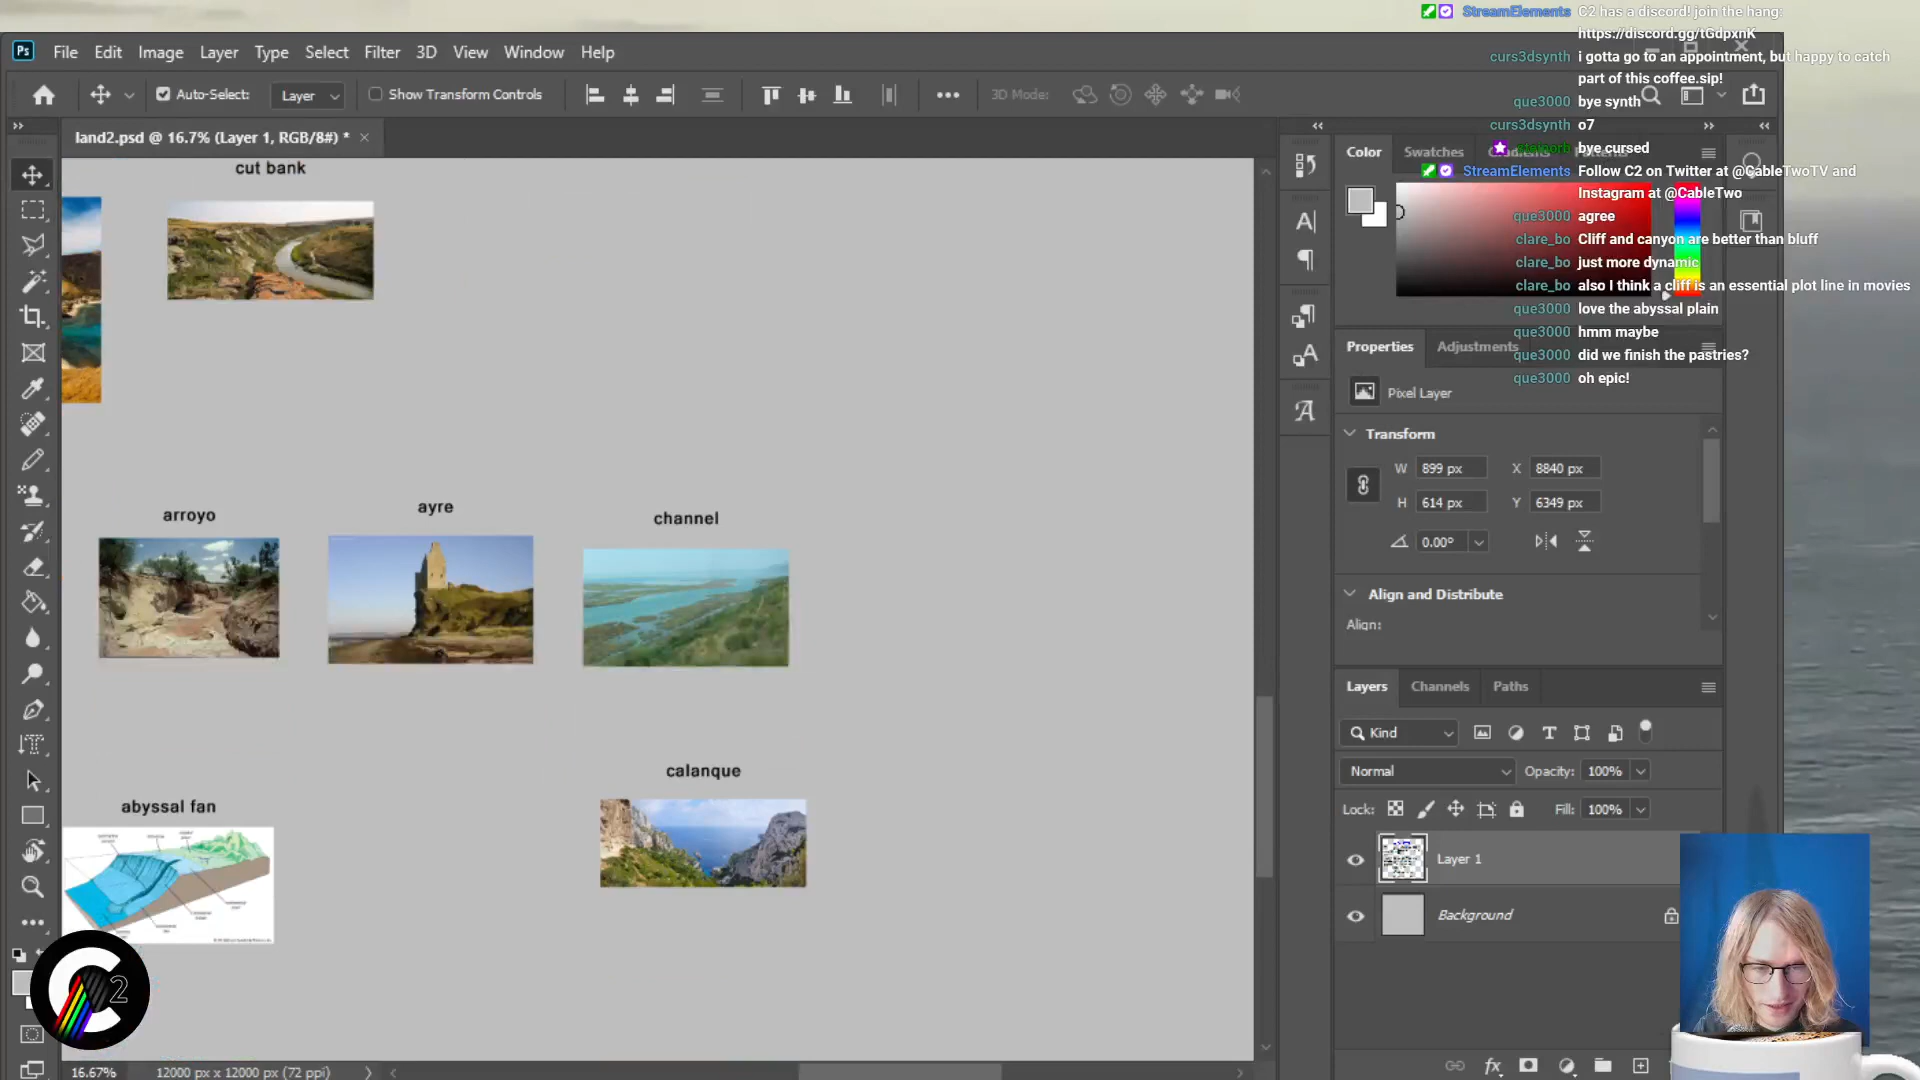 StreamElements C2 has a discord! join the hang:
https://discord.gg/tGdpxnK
curs3dsynth i gotta go to an appointment, but happy to catch
part of this coffee.sip!
que3000 bye synth
curs3dsynth o7
bye cursed
StreamElements Follow C2 on Twitter at @CableTwoTV and
Instagram at @CableTwo
que3000 agree
clare_bo Cliff and canyon are better than bluff
clare_bo just more dynamic
clare_bo also I think a cliff is an essential plot line in movies
que3000 love the abyssal plain
que3000 hmm maybe
que3000 did we finish the pastries?
que3000 oh epic!
Ps File Edit Image Layer Type Select Filter 3D View Window Help
Auto-Select: Layer Show Transform Controls 3D Mode:
land2.psd @ 16.7% (Layer 1, RGB/8#) *
cut bank
arroyo
ayre
channel
abyssal fan
calanque
Color Swatches
Properties Adjustments
Pixel Layer
Transform
W 899 px X 8840 px
H 614 px Y 6349 px
0.00°
Align and Distribute
Align:
Layers Channels Paths
Kind
Normal Opacity: 100%
Lock: Fill: 100%
Layer 1
Background
fx
C2
16.67% 12000 px x 12000 px (72 ppi)